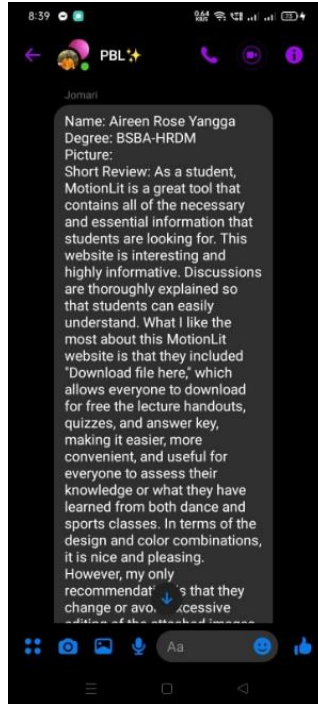 8:39
0.64 KB/S
75
PBL✨
Jomari
Name: Aireen Rose Yangga
Degree: BSBA-HRDM
Picture:
Short Review: As a student,
MotionLit is a great tool that
contains all of the necessary
and essential information that
students are looking for. This
website is interesting and
highly informative. Discussions
are thoroughly explained so
that students can easily
understand. What I like the
most about this MotionLit
website is that they included
"Download file here," which
allows everyone to download
for free the lecture handouts,
quizzes, and answer key,
making it easier, more
convenient, and useful for
everyone to assess their
knowledge or what they have
learned from both dance and
sports classes. In terms of the
design and color combinations,
it is nice and pleasing.
However, my only
is that they
change or
editing of the attached images
Aa